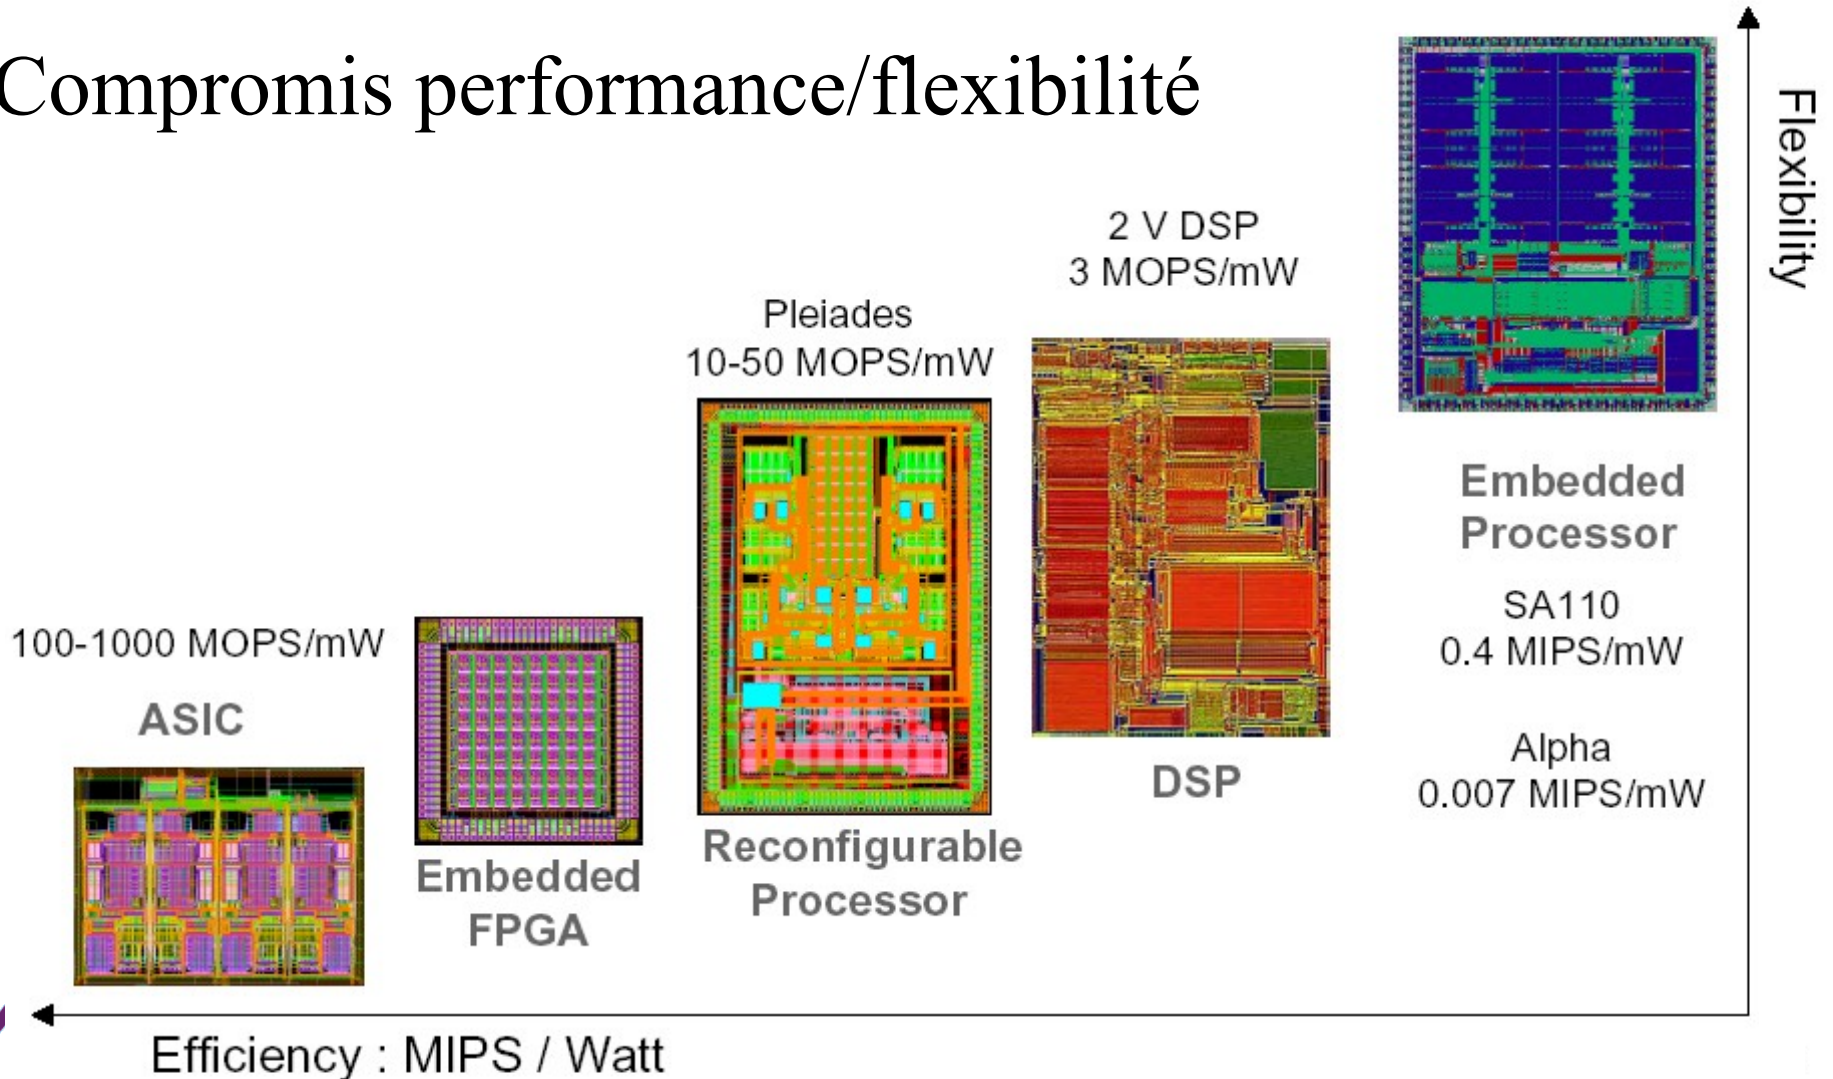 Compromis performance/flexibilité
Flexibility
2 V DSP
3 MOPS/mW
Pleiades
10-50 MOPS/mW
Embedded
Processor
SA110
0.4 MIPS/mW
Alpha
0.007 MIPS/mW
100-1000 MOPS/mW
ASIC
DSP
Embedded
FPGA
Reconfigurable
Processor
Efficiency : MIPS / Watt